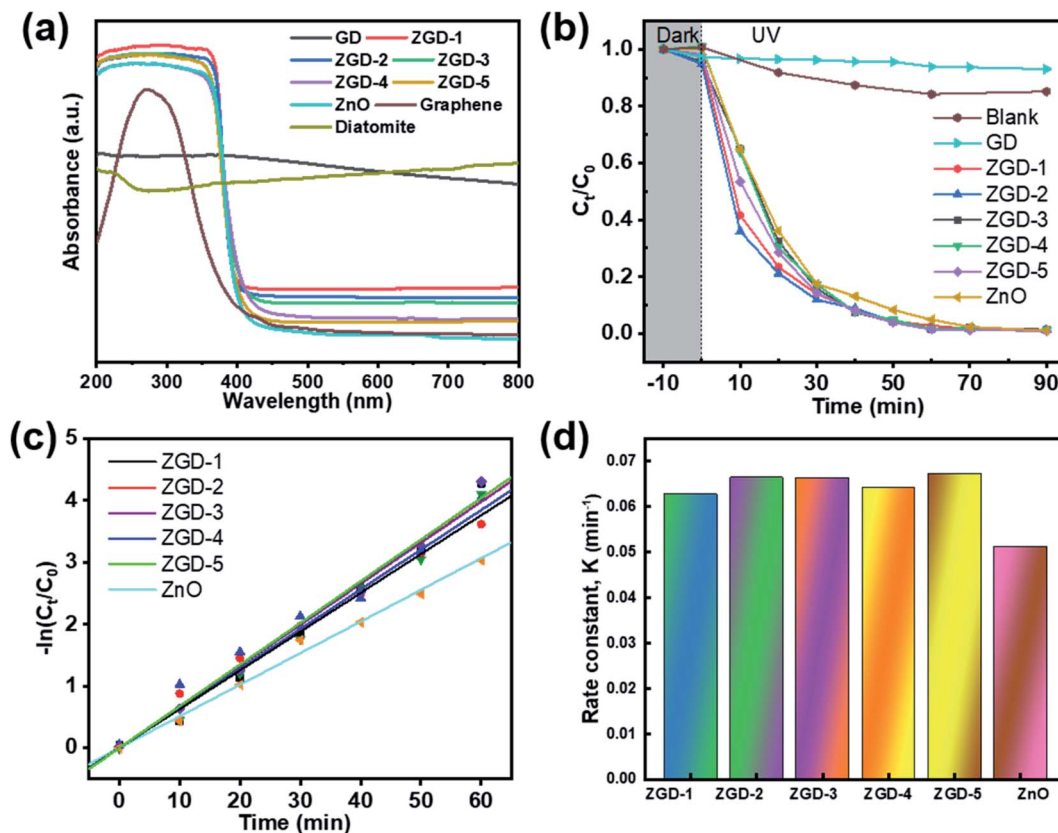 (a)
GD ZGD-1
ZGD-2 ZGD-3
ZGD-4 ZGD-5
ZnO Graphene
Diatomite
Absorbance (a.u.)
200 300 400 500 600 700 800
Wavelength (nm)
(b)
Dark UV
1.0
0.8
0.6
0.4
0.2
0.0
Blank
GD
ZGD-1
ZGD-2
ZGD-3
ZGD-4
ZGD-5
ZnO
Cₜ/C₀
-10 10 30 50 70 90
Time (min)
(c)
5
4
3
2
1
0
ZGD-1
ZGD-2
ZGD-3
ZGD-4
ZGD-5
ZnO
-ln(Cₜ/C₀)
0 10 20 30 40 50 60
Time (min)
(d)
0.07
0.06
0.05
0.04
0.03
0.02
0.01
0.00
Rate constant, K (min⁻¹)
ZGD-1 ZGD-2 ZGD-3 ZGD-4 ZGD-5 ZnO